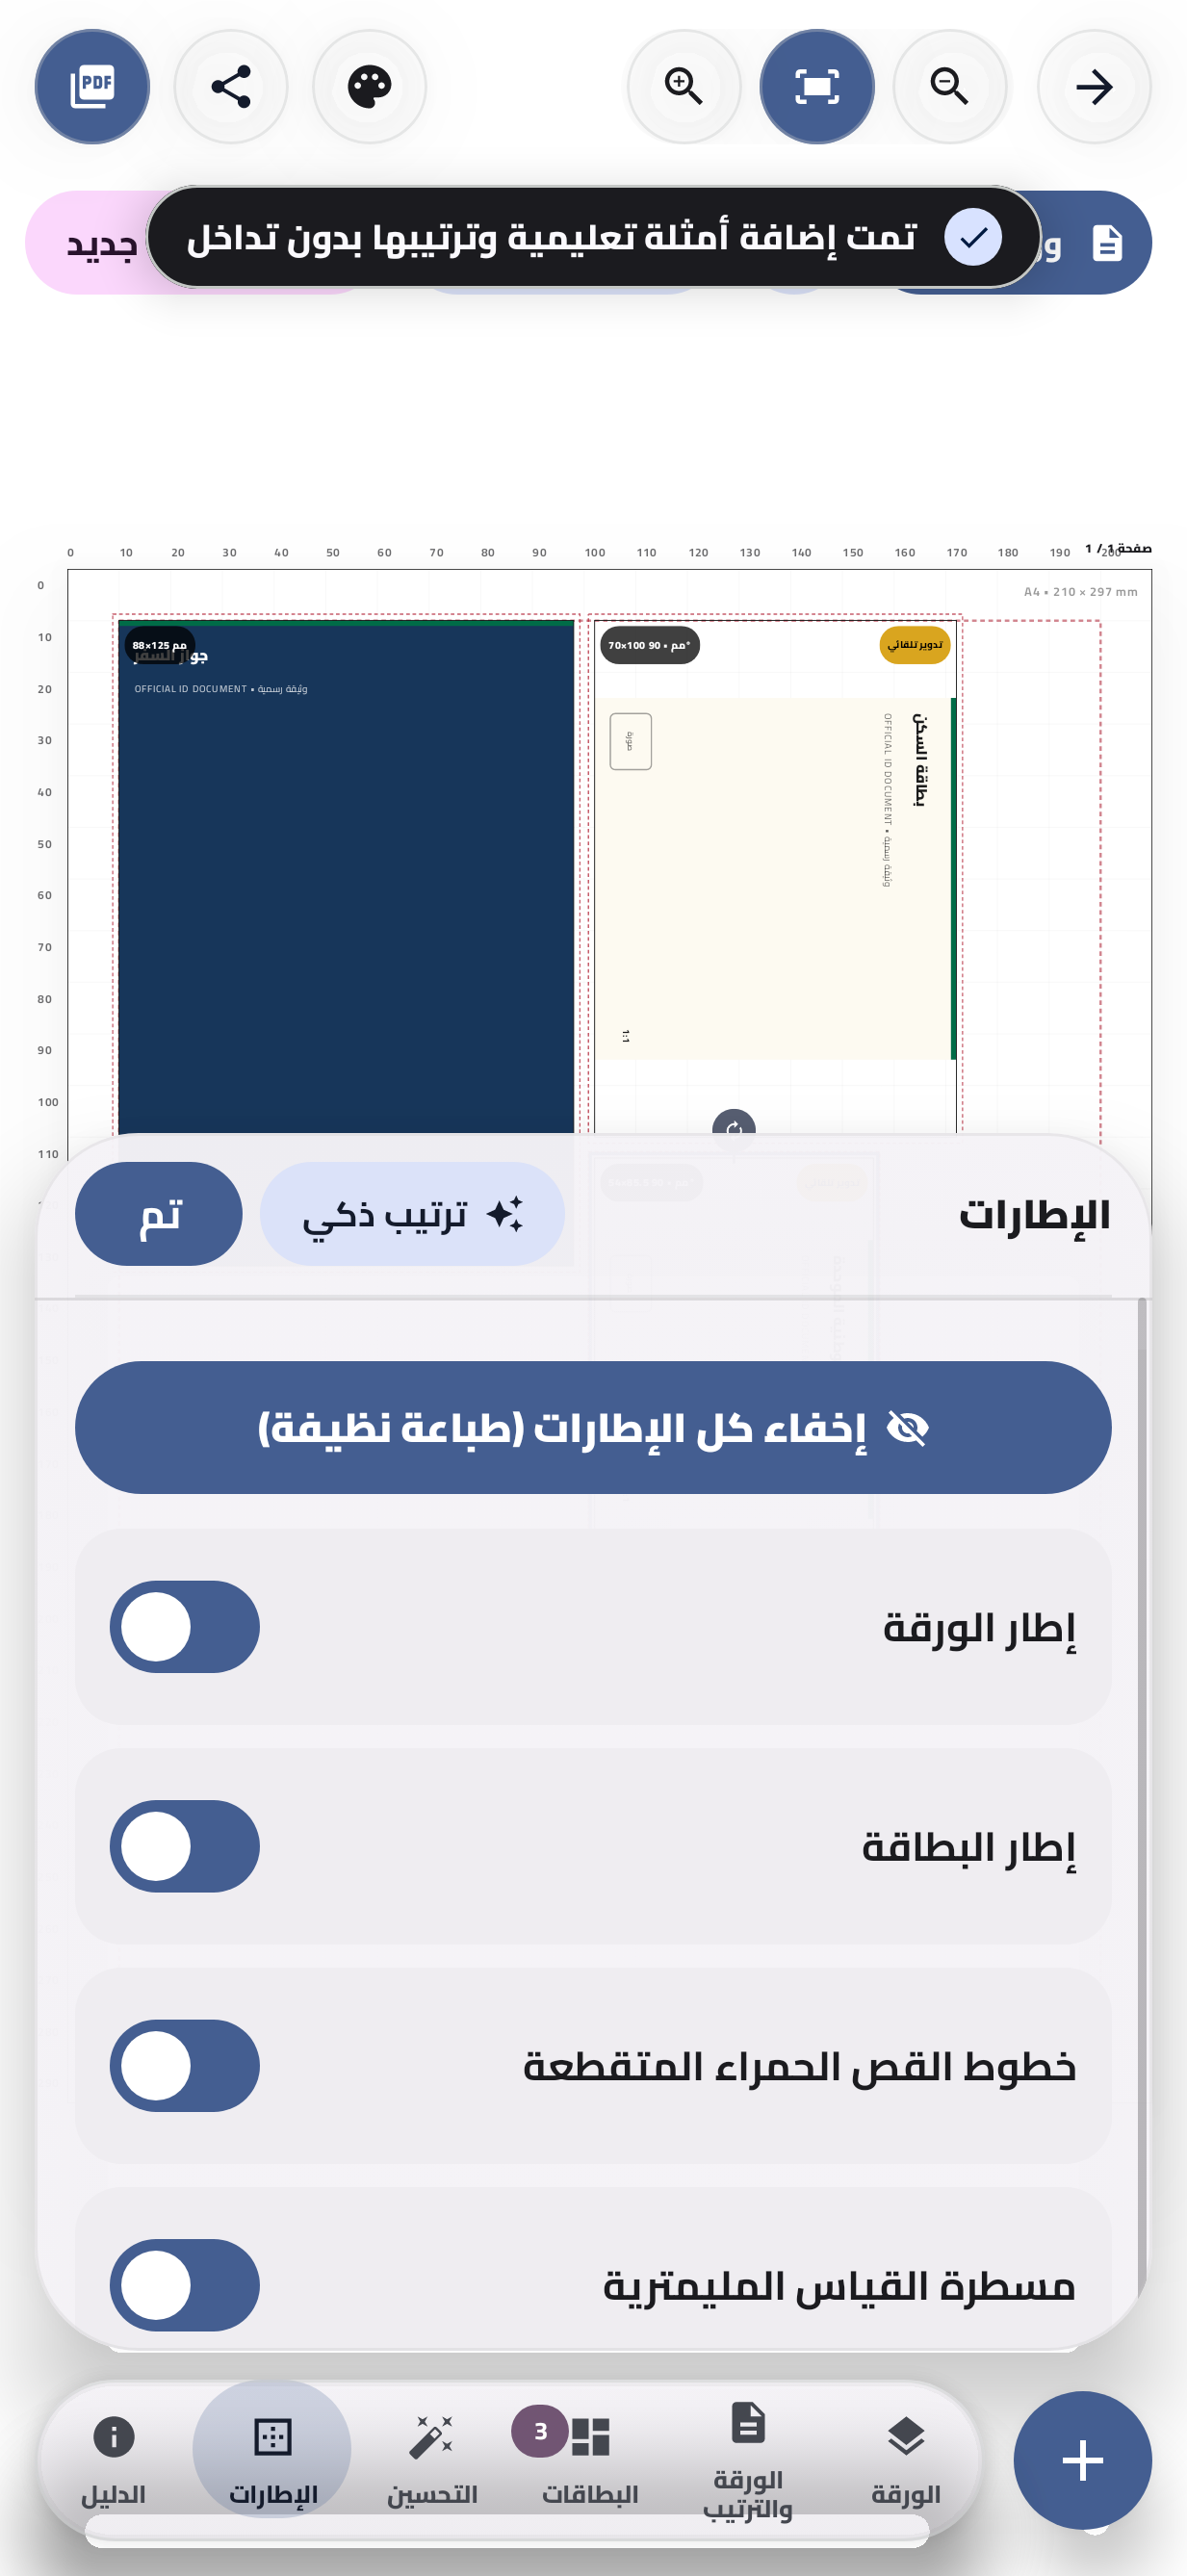 PDF
تمت إضافة أمثلة تعليمية وترتيبها بدون تداخل
جديد
صفحة 1 / 1
0 10 20 30 40 50 60 70 80 90 100 110 120 130 140 150 160 170 180 190 200
A4 • 210 × 297 mm
0
10
20
30
40
50
60
70
80
90
100
110
88×125 مم
جواز السفر
OFFICIAL ID DOCUMENT • وثيقة رسمية
70×100 مم • 90°
تدوير تلقائي
صورة
بطاقة السكن
OFFICIAL ID DOCUMENT • وثيقة رسمية
1:1
الإطارات
ترتيب ذكي
تم
إخفاء كل الإطارات (طباعة نظيفة)
إطار الورقة
إطار البطاقة
خطوط القص الحمراء المتقطعة
مسطرة القياس المليمترية
الورقة
الورقة والترتيب
البطاقات
3
التحسين
الإطارات
الدليل